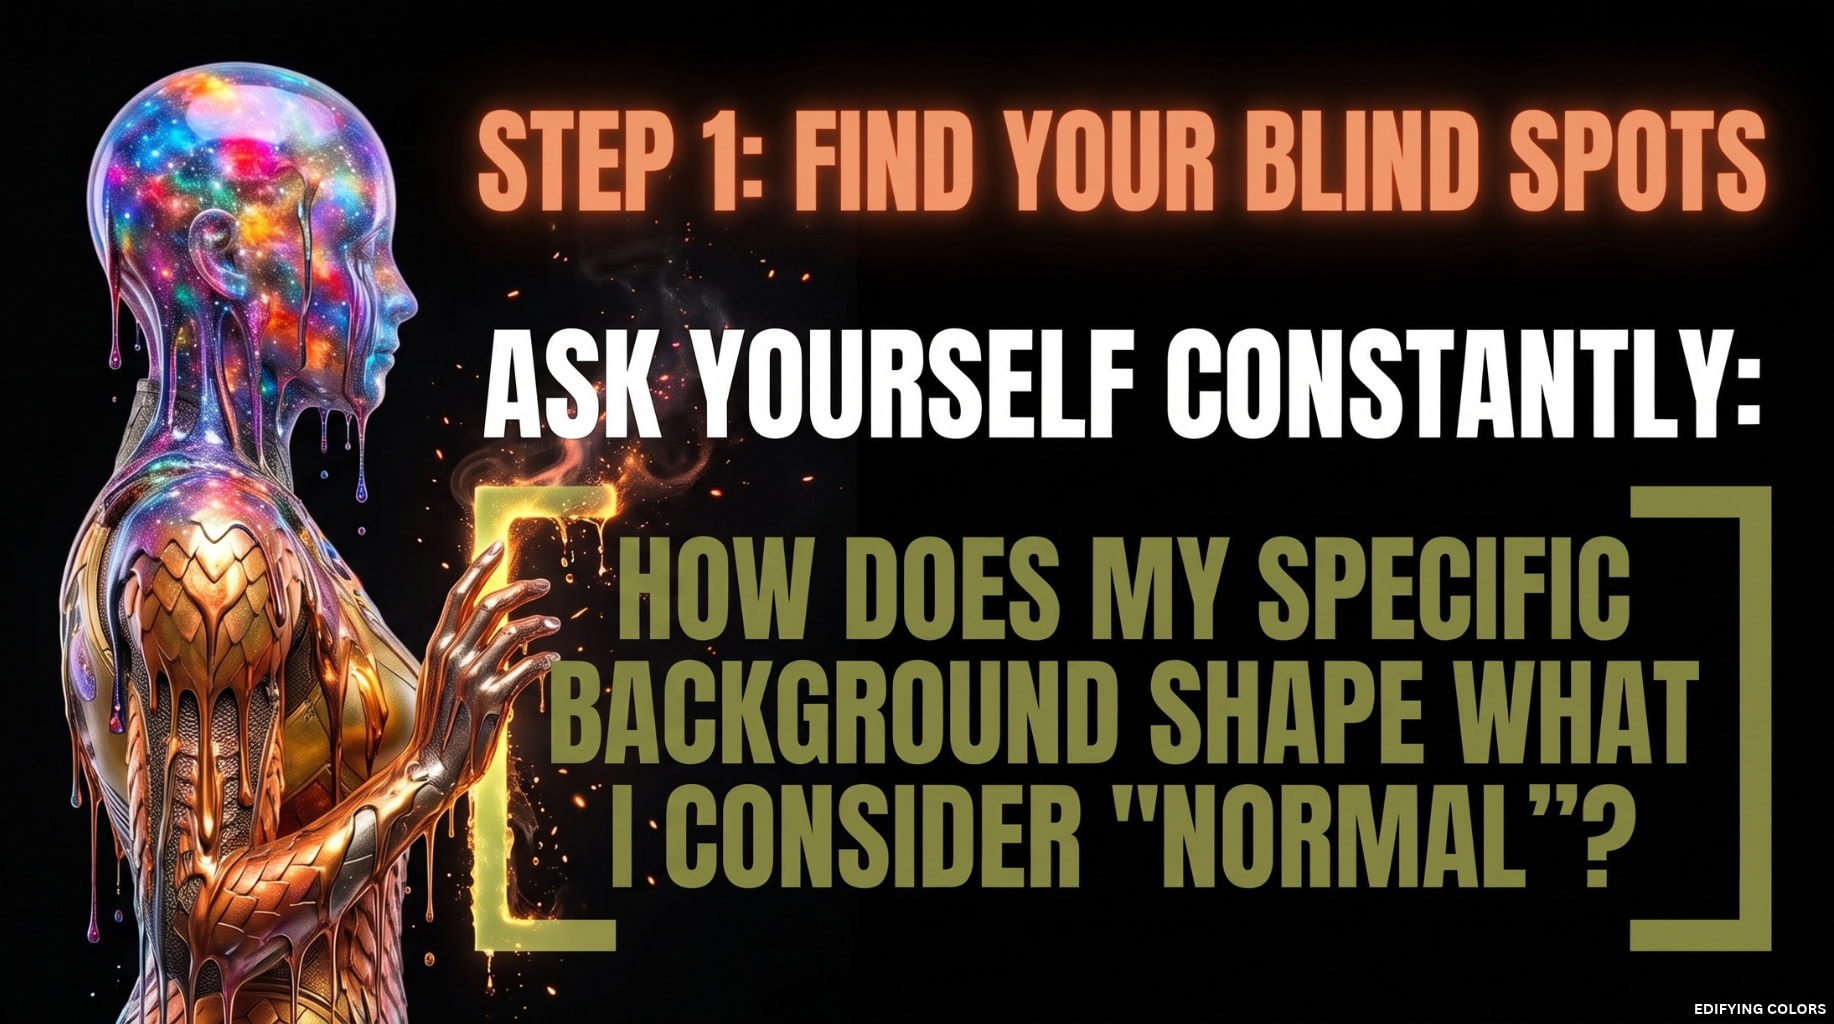 STEP 1: FIND YOUR BLIND SPOTS
ASK YOURSELF CONSTANTLY:
HOW DOES MY SPECIFIC
BACKGROUND SHAPE WHAT
I CONSIDER "NORMAL”?
EDIFYING COLORS